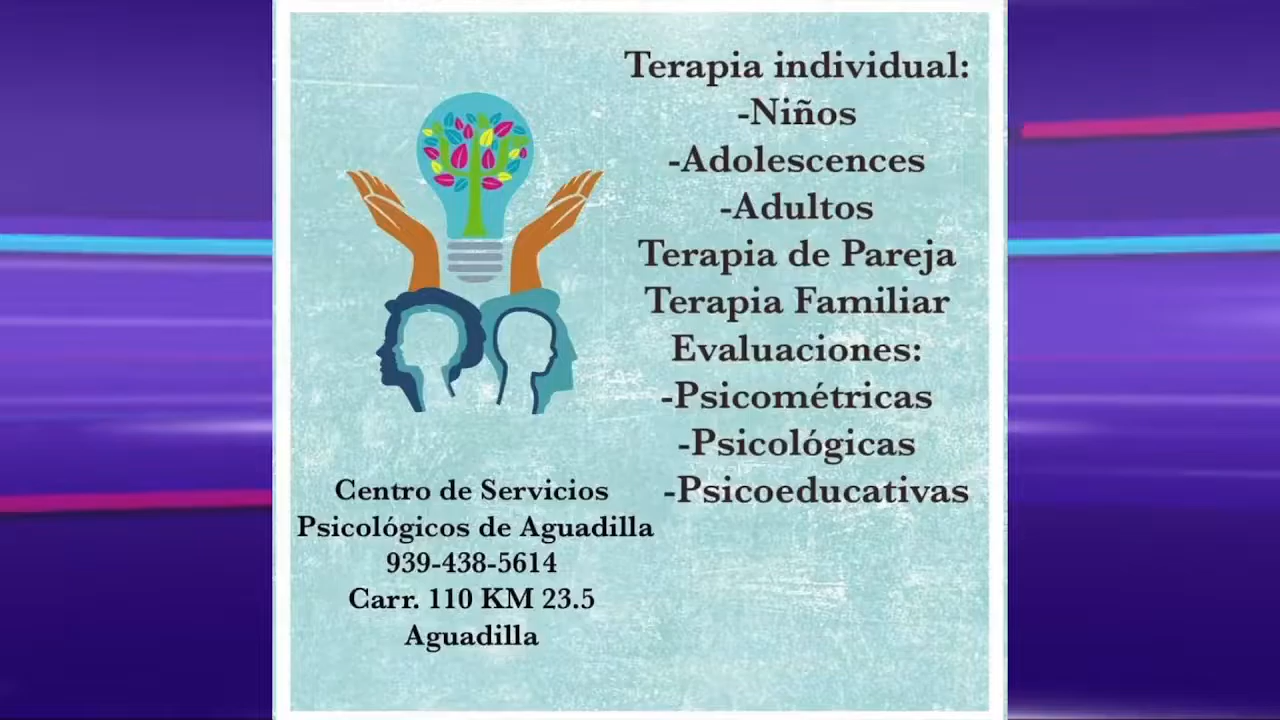 Terapia individual:
-Niños
-Adolescences
-Adultos
Terapia de Pareja
Terapia Familiar
Evaluaciones:
-Psicométricas
-Psicológicas
-Psicoeducativas
Centro de Servicios
Psicológicos de Aguadilla
939-438-5614
Carr. 110 KM 23.5
Aguadilla